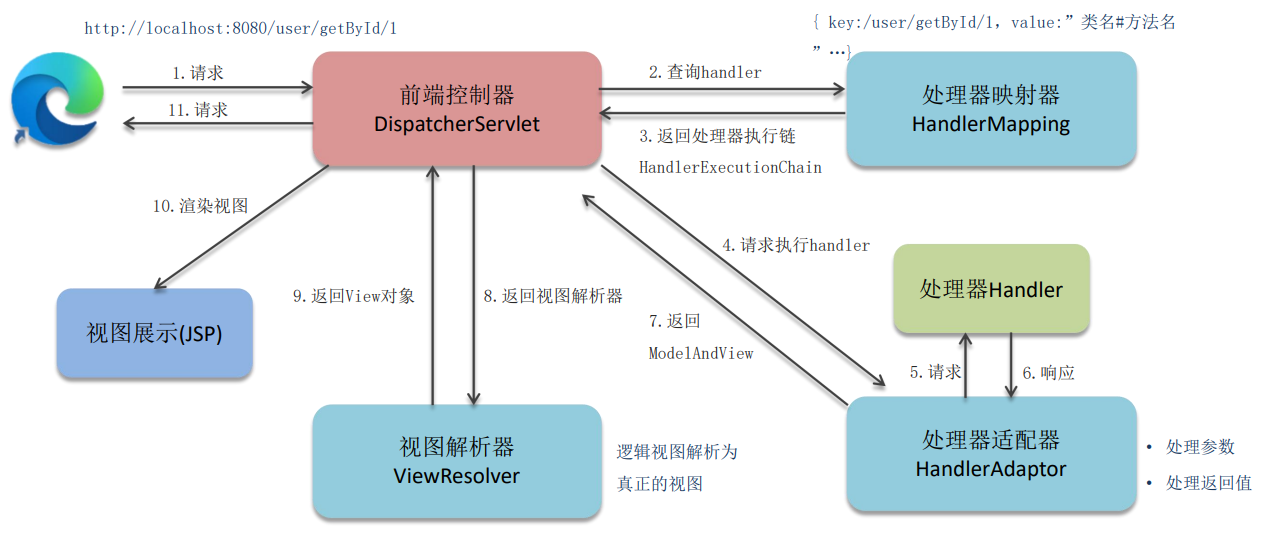 http://localhost:8080/user/getById/1
{ key:/user/getById/1, value:”类名#方法名
”…}
1.请求
11.请求
前端控制器
DispatcherServlet
2.查询handler
3.返回处理器执行链
HandlerExecutionChain
处理器映射器
HandlerMapping
10.渲染视图
4.请求执行handler
处理器Handler
9.返回View对象
8.返回视图解析器
7.返回
ModelAndView
视图展示(JSP)
5.请求
6.响应
视图解析器
ViewResolver
逻辑视图解析为
真正的视图
处理器适配器
HandlerAdaptor
• 处理参数
• 处理返回值